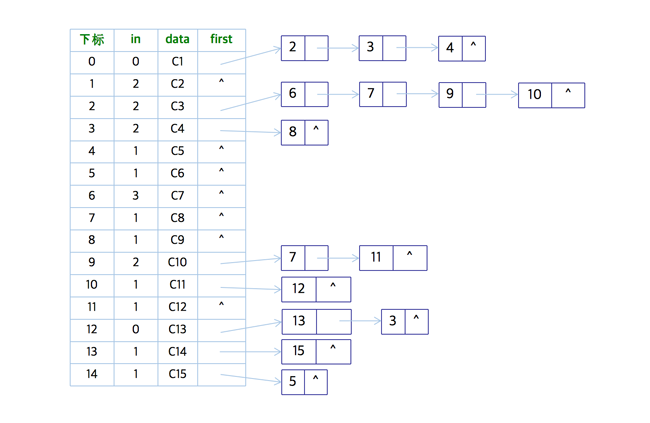 下标 in data first
0 0 C1 2 3 4 ^
1 2 C2 ^
2 2 C3 6 7 9 10 ^
3 2 C4 8 ^
4 1 C5 ^
5 1 C6 ^
6 3 C7 ^
7 1 C8 ^
8 1 C9 ^
9 2 C10 7 11 ^
10 1 C11 12 ^
11 1 C12 ^
12 0 C13 13 3 ^
13 1 C14 15 ^
14 1 C15 5 ^